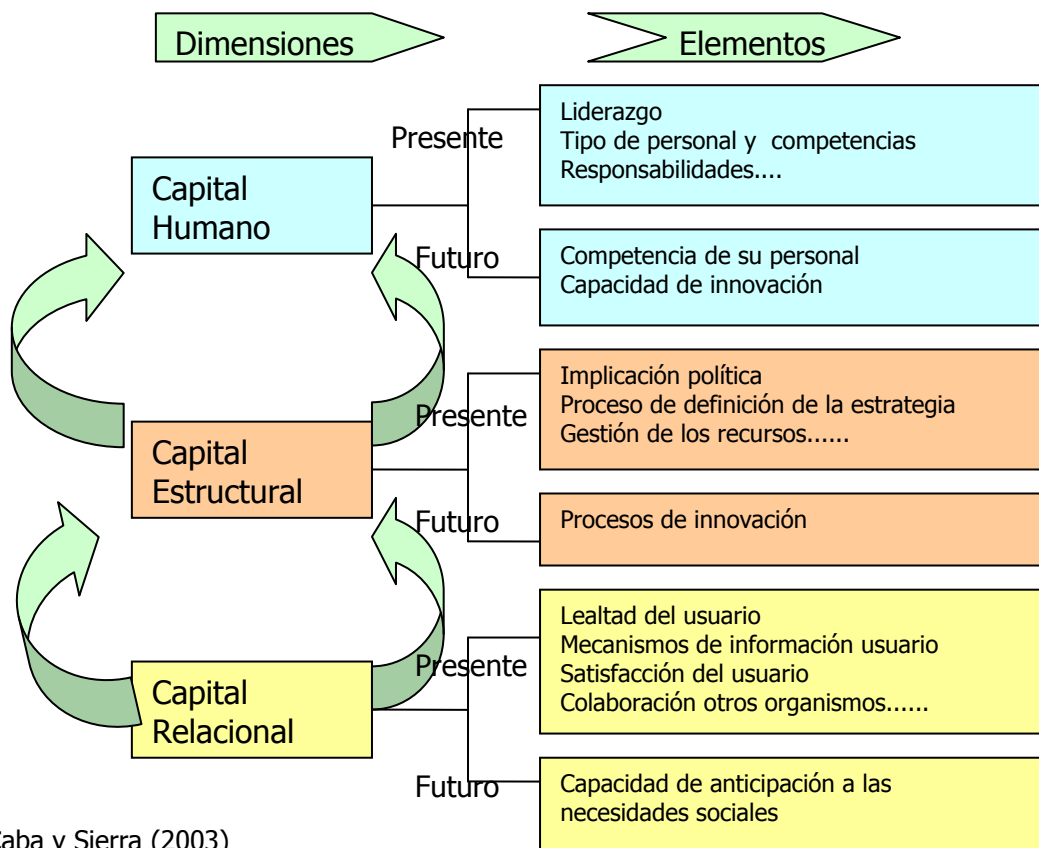 Dimensiones
Elementos
Capital
Humano
Presente
Liderazgo
Tipo de personal y competencias
Responsabilidades....
Futuro
Competencia de su personal
Capacidad de innovación
Capital
Estructural
Presente
Implicación política
Proceso de definición de la estrategia
Gestión de los recursos......
Futuro
Procesos de innovación
Capital
Relacional
Presente
Lealtad del usuario
Mecanismos de información usuario
Satisfacción del usuario
Colaboración otros organismos......
Futuro
Capacidad de anticipación a las
necesidades sociales
Caba y Sierra (2003)